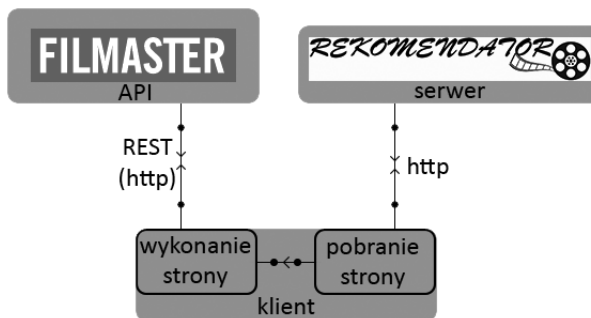 FILMASTER
API
REKOMENDATOR
serwer
REST
(http)
http
wykonanie
strony
pobranie
strony
klient